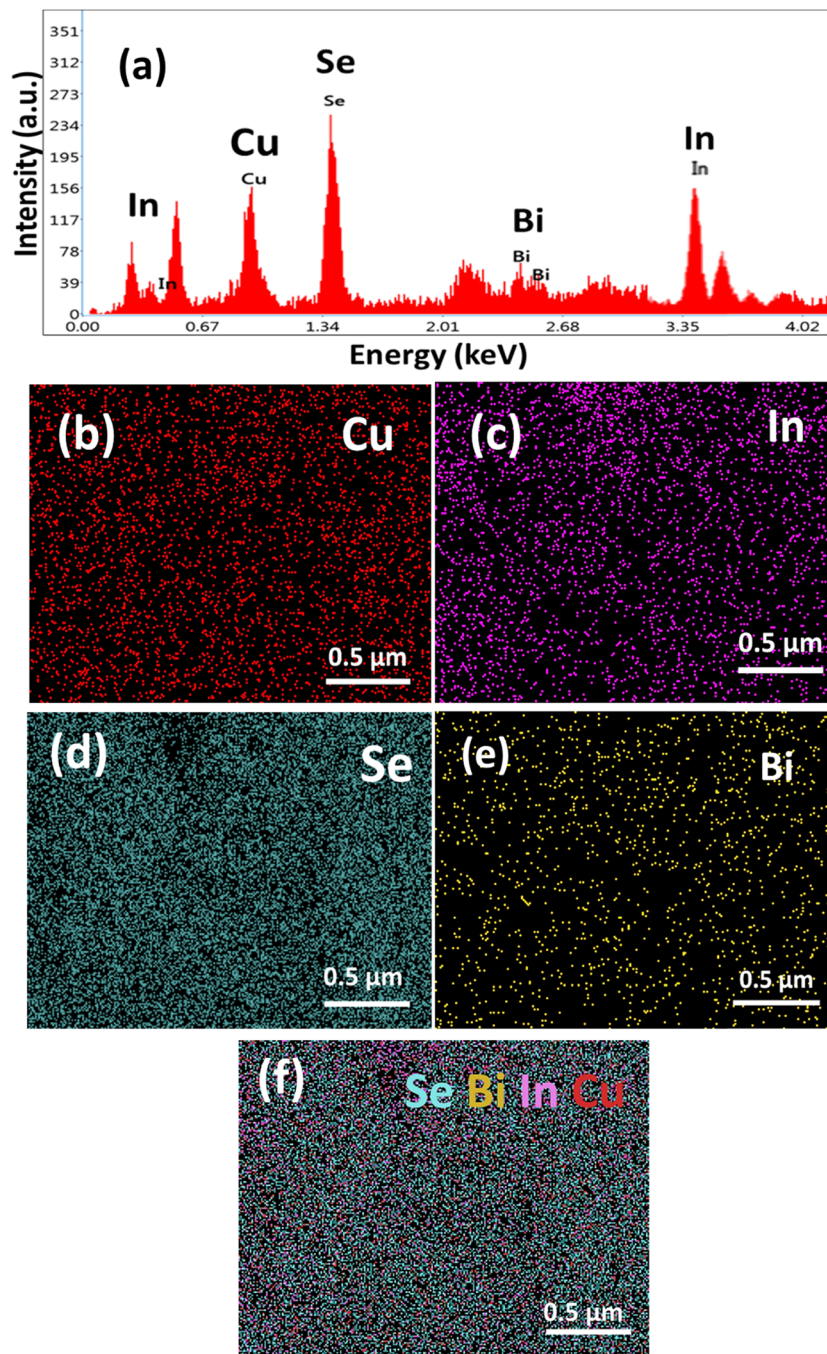 351
312
273
234
195
156
117
78
39
0
Intensity (a.u.)
(a)
In
In
Cu
Cu
Se
Se
Bi
Bi
Bi
In
In
0.00 0.67 1.34 2.01 2.68 3.35 4.02
Energy (keV)
(b) Cu
0.5 μm
(c) In
0.5 μm
(d) Se
0.5 μm
(e) Bi
0.5 μm
(f) Se Bi In Cu
0.5 μm